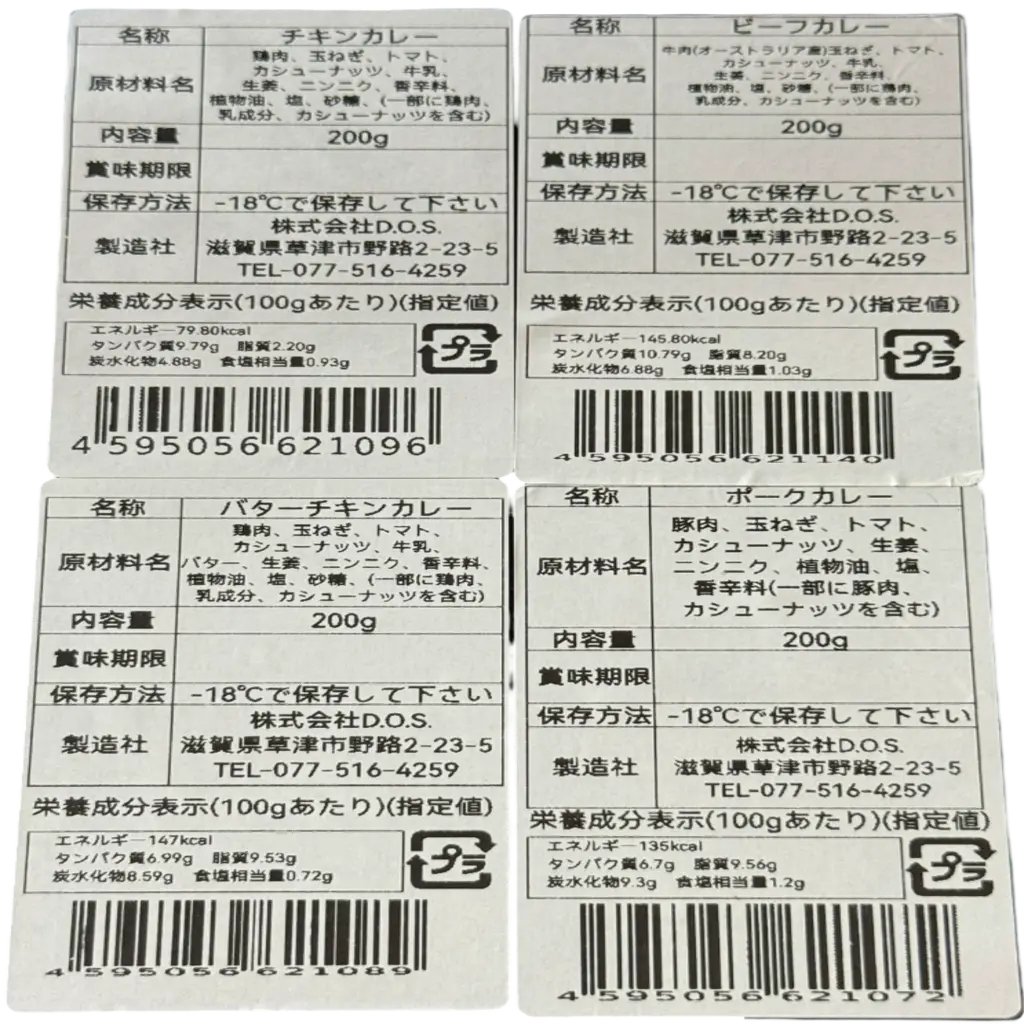 名称 チキンカレー
原材料名 鶏肉、玉ねぎ、トマト、
カシューナッツ、牛乳、
生姜、ニンニク、香辛料、
植物油、塩、砂糖、(一部に鶏肉、
乳成分、カシューナッツを含む)
内容量 200g
賞味期限
保存方法 -18℃で保存して下さい
製造社 株式会社D.O.S.
滋賀県草津市野路2-23-5
TEL-077-516-4259
栄養成分表示(100gあたり)(指定値)
エネルギー79.80kcal
タンパク質9.79g 脂質2.20g
炭水化物4.88g 食塩相当量0.93g
プラ
4 595056 621096
名称 ビーフカレー
原材料名 牛肉(オーストラリア産)玉ねぎ、トマト、
カシューナッツ、牛乳、
生姜、ニンニク、香辛料、
植物油、塩、砂糖、(一部に鶏肉、
乳成分、カシューナッツを含む)
内容量 200g
賞味期限
保存方法 -18℃で保存して下さい
製造社 株式会社D.O.S.
滋賀県草津市野路2-23-5
TEL-077-516-4259
栄養成分表示(100gあたり)(指定値)
エネルギー145.80kcal
タンパク質10.79g 脂質8.20g
炭水化物6.88g 食塩相当量1.03g
プラ
4 595056 621140
名称 バターチキンカレー
原材料名 鶏肉、玉ねぎ、トマト、
カシューナッツ、牛乳、
バター、生姜、ニンニク、香辛料、
植物油、塩、砂糖、(一部に鶏肉、
乳成分、カシューナッツを含む)
内容量 200g
賞味期限
保存方法 -18℃で保存して下さい
製造社 株式会社D.O.S.
滋賀県草津市野路2-23-5
TEL-077-516-4259
栄養成分表示(100gあたり)(指定値)
エネルギー147kcal
タンパク質6.99g 脂質9.53g
炭水化物8.59g 食塩相当量0.72g
プラ
4 595056 621089
名称 ポークカレー
原材料名 豚肉、玉ねぎ、トマト、
カシューナッツ、生姜、
ニンニク、植物油、塩、
香辛料(一部に豚肉、
カシューナッツを含む)
内容量 200g
賞味期限
保存方法 -18℃で保存して下さい
製造社 株式会社D.O.S.
滋賀県草津市野路2-23-5
TEL-077-516-4259
栄養成分表示(100gあたり)(指定値)
エネルギー135kcal
タンパク質6.7g 脂質9.56g
炭水化物9.3g 食塩相当量1.2g
プラ
4 595056 621072